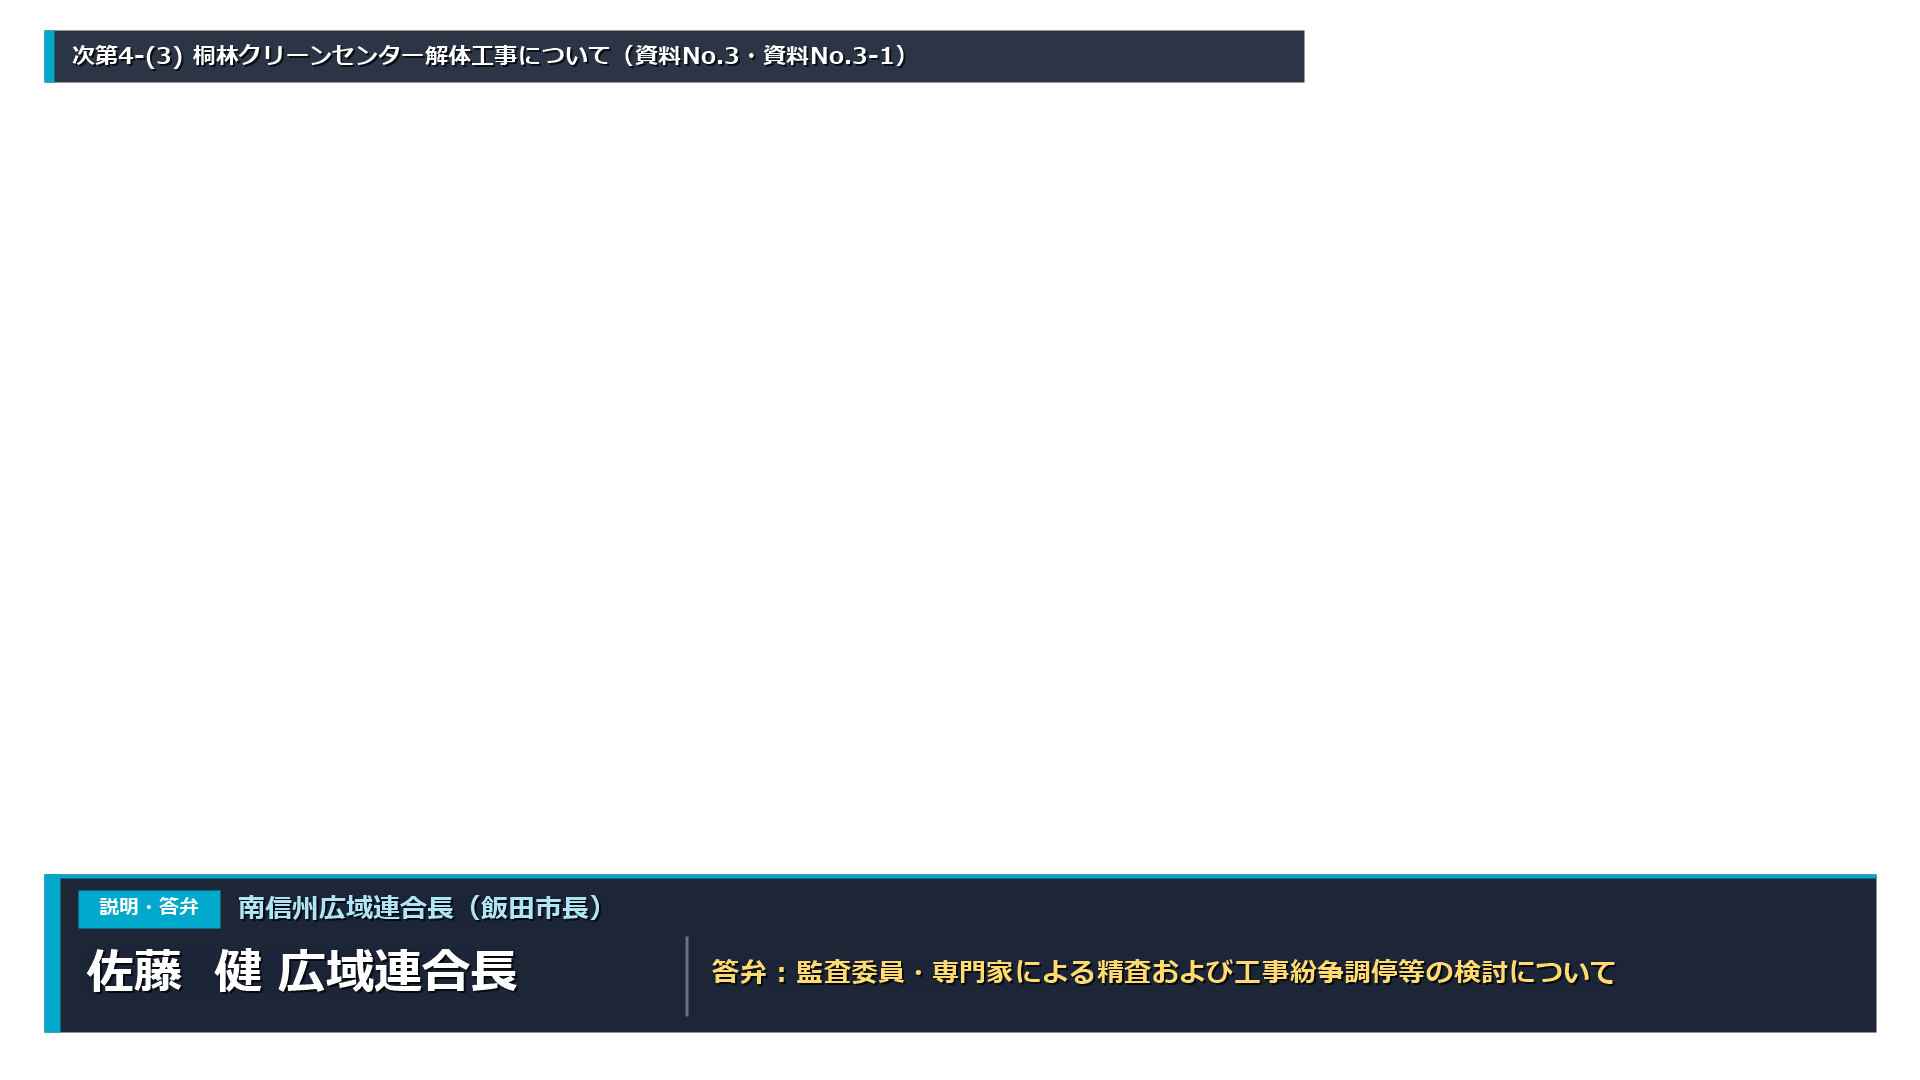 次第4-(3) 桐林クリーンセンター解体工事について（資料No.3・資料No.3-1）
説明・答弁 南信州広域連合長（飯田市長）
佐藤　健 広域連合長
答弁：監査委員・専門家による精査および工事紛争調停等の検討について